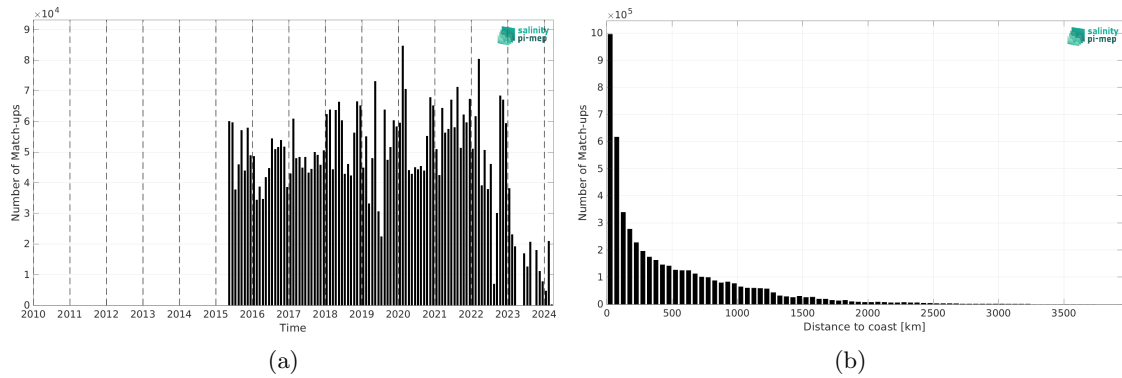 ×10⁴
9
8
7
6
5
4
3
2
1
0
Number of Match-ups
2010 2011 2012 2013 2014 2015 2016 2017 2018 2019 2020 2021 2022 2023 2024
Time
salinity
pi-mep
(a)
×10⁵
10
9
8
7
6
5
4
3
2
1
0
Number of Match-ups
0 500 1000 1500 2000 2500 3000 3500
Distance to coast [km]
salinity
pi-mep
(b)